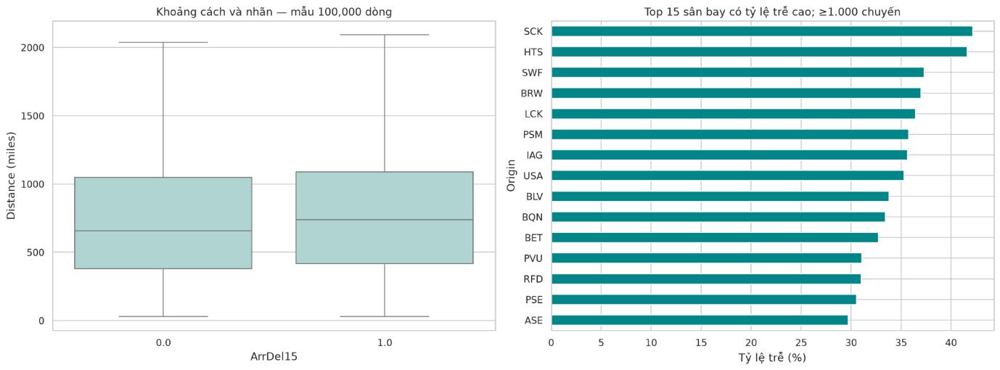 Khoảng cách và nhãn — mẫu 100,000 dòng
Distance (miles)
2000
1500
1000
500
0
0.0
1.0
ArrDel15
Top 15 sân bay có tỷ lệ trễ cao; ≥1.000 chuyến
Origin
SCK
HTS
SWF
BRW
LCK
PSM
IAG
USA
BLV
BQN
BET
PVU
RFD
PSE
ASE
0 5 10 15 20 25 30 35 40
Tỷ lệ trễ (%)